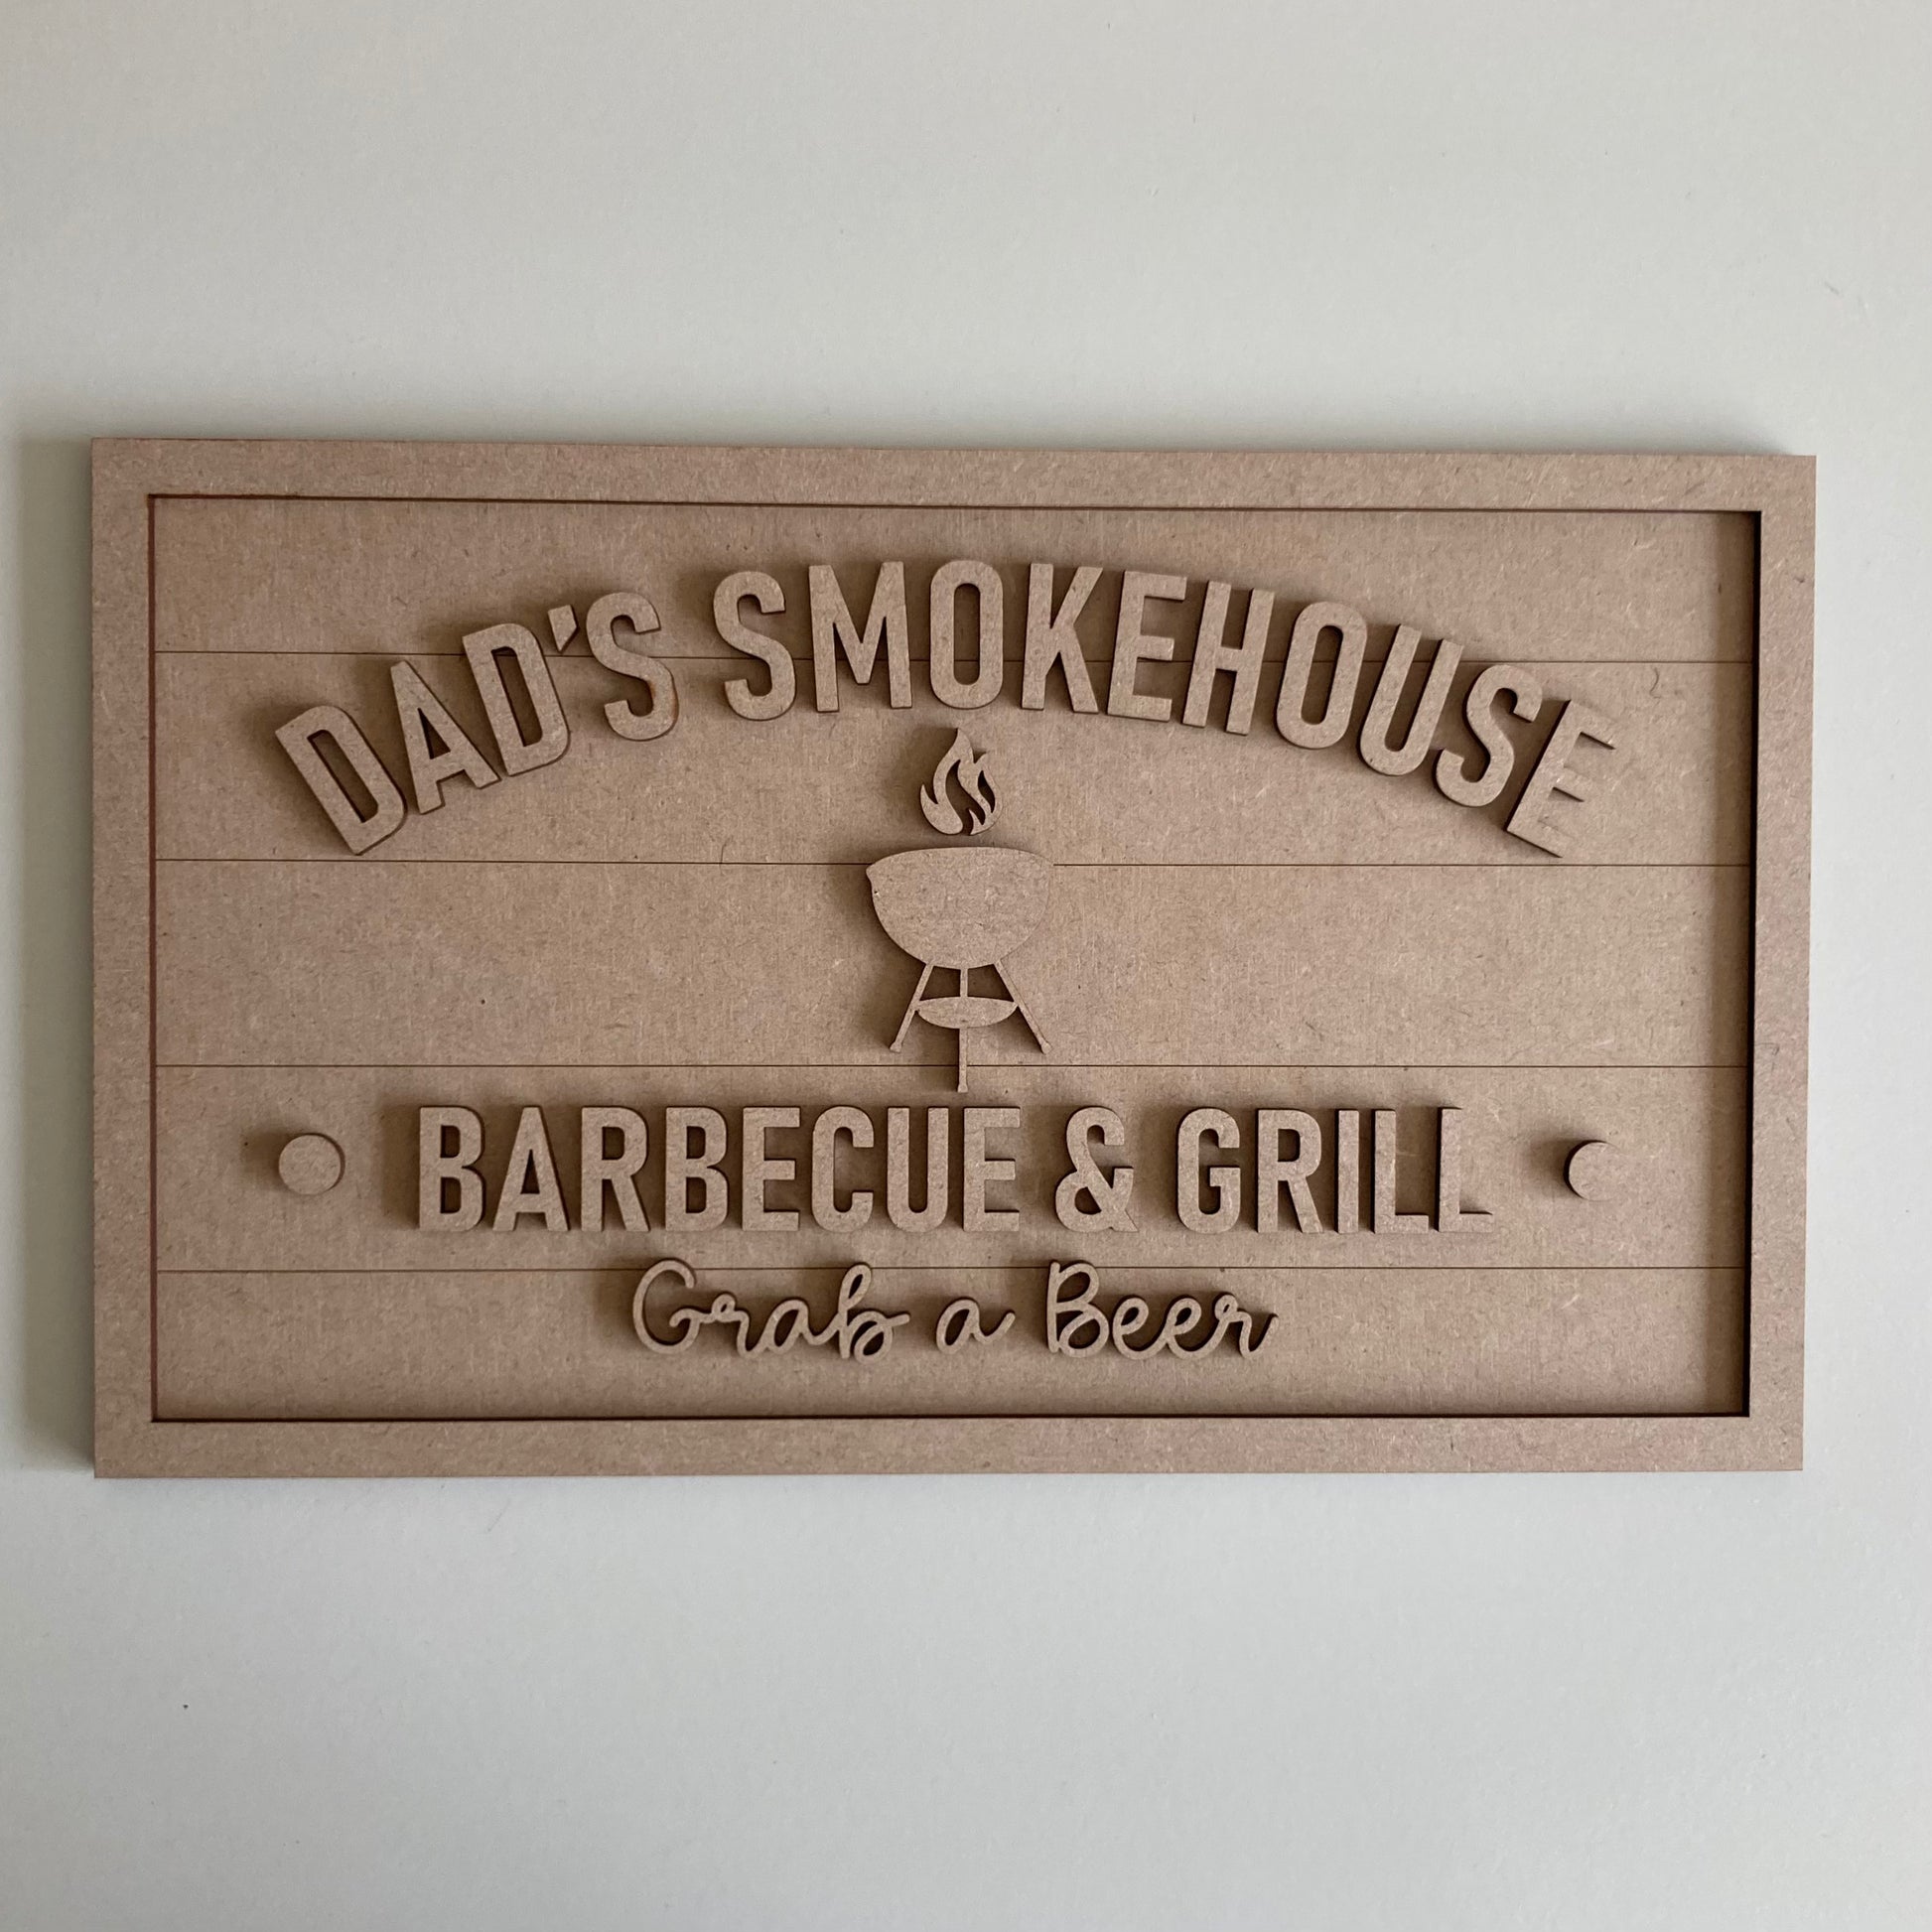 DAD'S SMOKEHOUSE
BARBECUE & GRILL
Grab a Beer